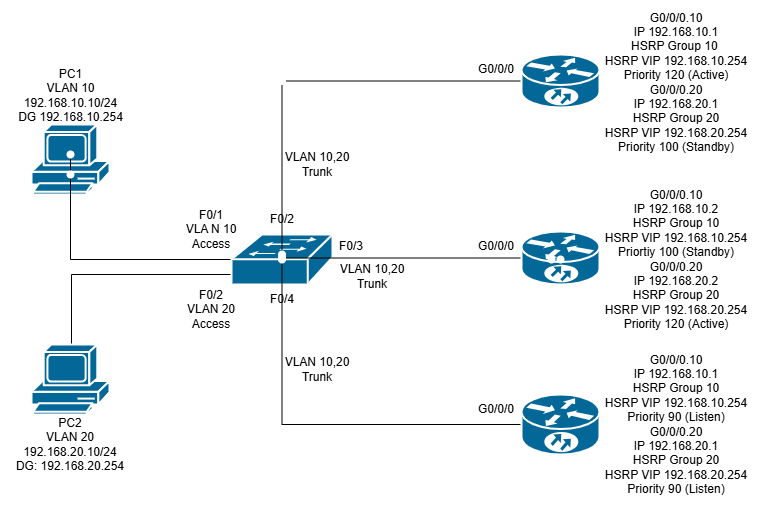 PC1
VLAN 10
192.168.10.10/24
DG 192.168.10.254
F0/1
VLA N 10
Access
F0/2
VLAN 20
Access
PC2
VLAN 20
192.168.20.10/24
DG: 192.168.20.254
VLAN 10,20
Trunk
F0/2
F0/3
VLAN 10,20
Trunk
F0/4
VLAN 10,20
Trunk
G0/0/0
G0/0/0.10
IP 192.168.10.1
HSRP Group 10
HSRP VIP 192.168.10.254
Priority 120 (Active)
G0/0/0.20
IP 192.168.20.1
HSRP Group 20
HSRP VIP 192.168.20.254
Priority 100 (Standby)
G0/0/0
G0/0/0.10
IP 192.168.10.2
HSRP Group 10
HSRP VIP 192.168.10.254
Priortiy 100 (Standby)
G0/0/0.20
IP 192.168.20.2
HSRP Group 20
HSRP VIP 192.168.20.254
Priority 120 (Active)
G0/0/0
G0/0/0.10
IP 192.168.10.1
HSRP Group 10
HSRP VIP 192.168.10.254
Priority 90 (Listen)
G0/0/0.20
IP 192.168.20.1
HSRP Group 20
HSRP VIP 192.168.20.254
Priority 90 (Listen)